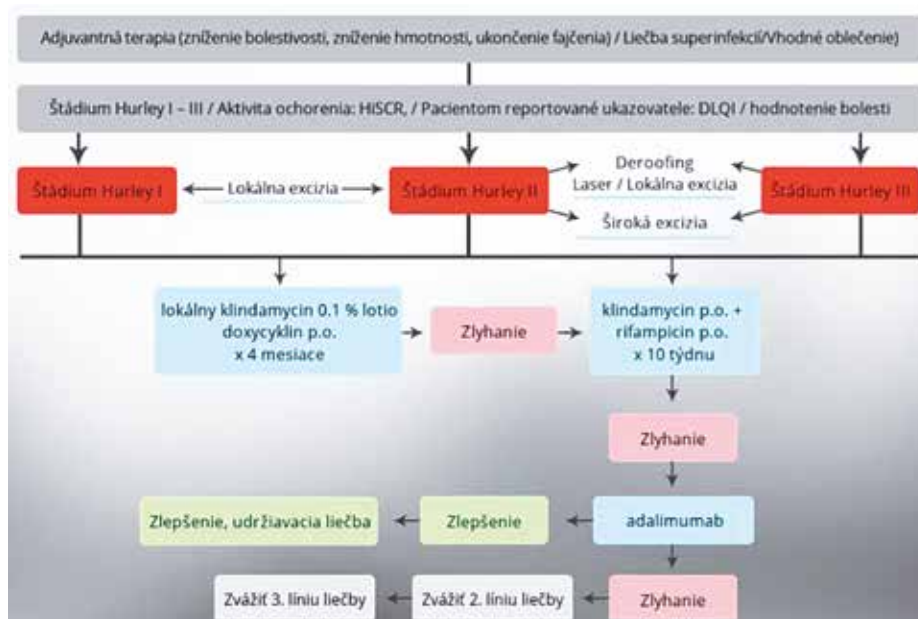 Adjuvantná terapia (zníženie bolestivosti, zníženie hmotnosti, ukončenie fajčenia) / Liečba superinfekcií/Vhodné oblečenie)
Štádium Hurley I – III / Aktivita ochorenia: HiSCR, / Pacientom reportované ukazovatele: DLQI / hodnotenie bolesti
Štádium Hurley I
Lokálna excizia
Štádium Hurley II
Deroofing
Laser / Lokálna excizia
Široká excizia
Štádium Hurley III
lokálny klindamycin 0.1 % lotio
doxycyklin p.o.
x 4 mesiace
Zlyhanie
klindamycin p.o. +
rifampicin p.o.
x 10 týdnu
Zlyhanie
Zlepšenie, udržiavacia liečba
Zlepšenie
adalimumab
Zvážiť 3. líniu liečby
Zvážiť 2. líniu liečby
Zlyhanie